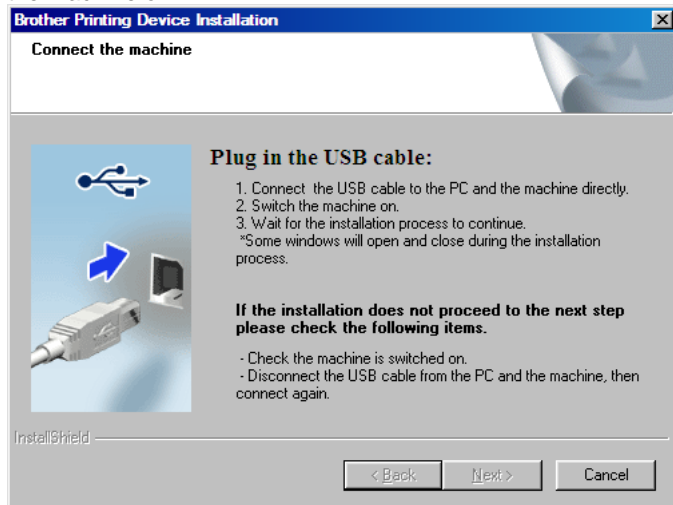 Brother Printing Device Installation
Connect the machine
Plug in the USB cable:
1. Connect the USB cable to the PC and the machine directly.
2. Switch the machine on.
3. Wait for the installation process to continue.
*Some windows will open and close during the installation
process.
If the installation does not proceed to the next step
please check the following items.
- Check the machine is switched on.
- Disconnect the USB cable from the PC and the machine, then
connect again.
InstallShield
< Back Next > Cancel